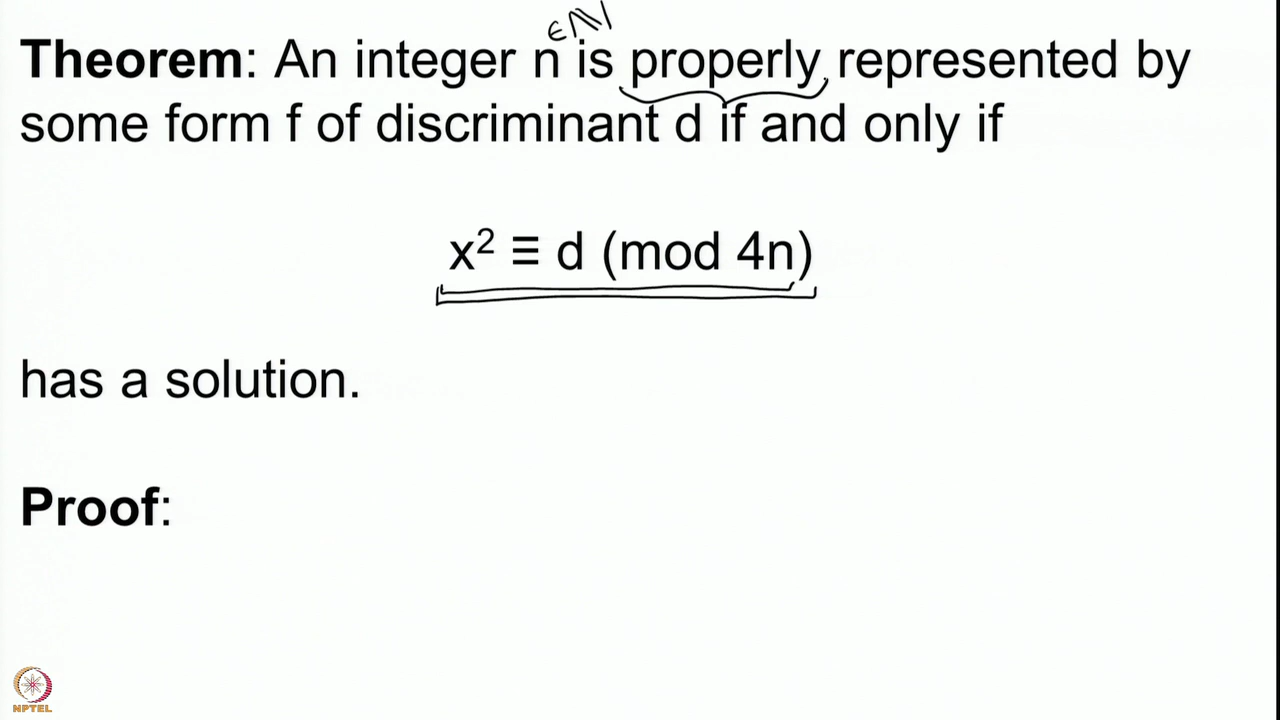 ∈ℕ
Theorem: An integer n is properly represented by
some form f of discriminant d if and only if
x² ≡ d (mod 4n)
has a solution.
Proof:
NPTEL